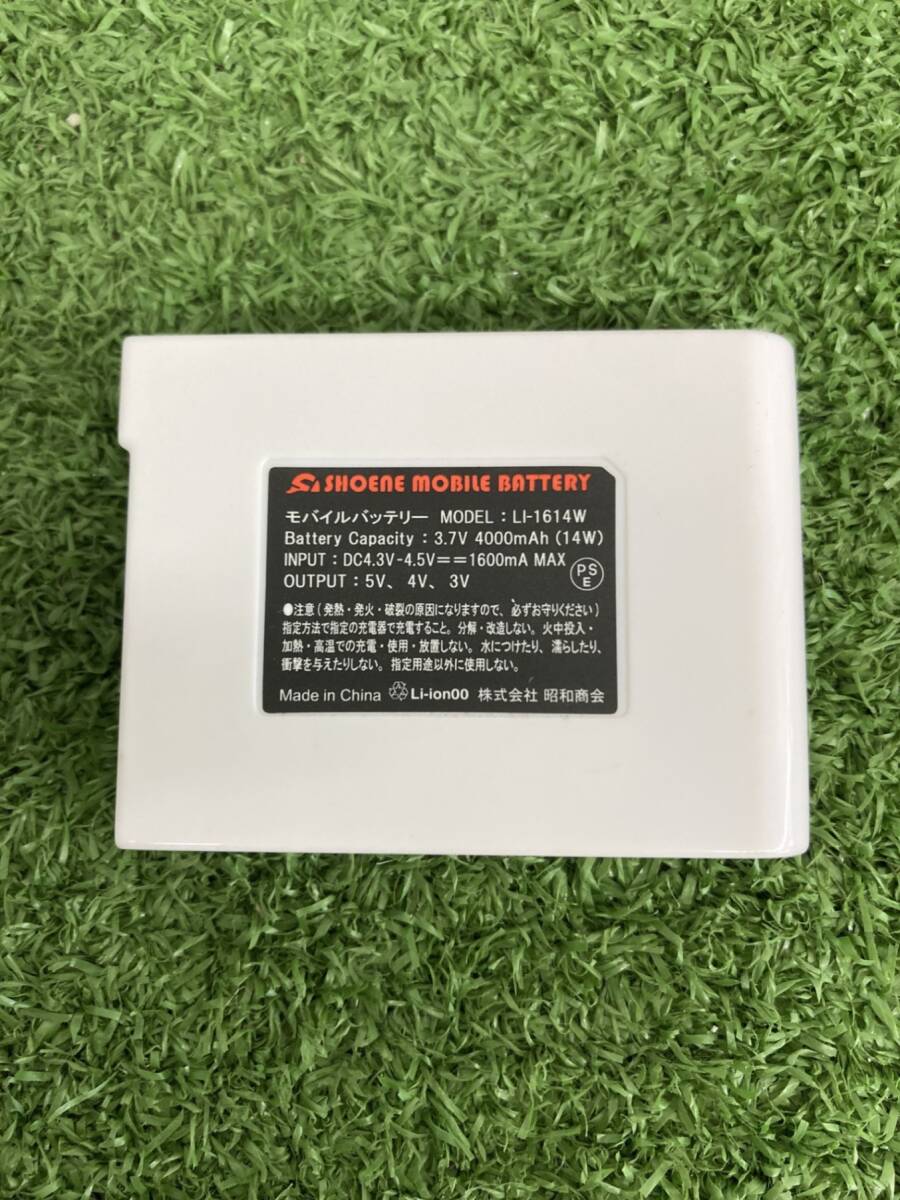 SHOENE MOBILE BATTERY
モバイルバッテリー MODEL : LI-1614W
Battery Capacity : 3.7V 4000mAh (14W)
INPUT : DC4.3V-4.5V==1600mA MAX
OUTPUT : 5V、 4V、 3V
PS
E
●注意(発熱・発火・破裂の原因になりますので、必ずお守りください)
指定方法で指定の充電器で充電すること。分解・改造しない。火中投入・
加熱・高温での充電・使用・放置しない。水につけたり、濡らしたり、
衝撃を与えたりしない。指定用途以外に使用しない。
Made in China Li-ion00 株式会社 昭和商会